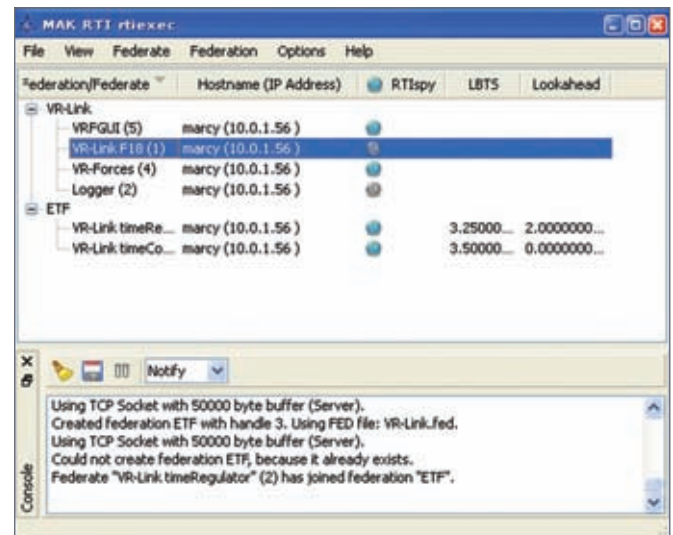 MAK RTI rtiexec
File View Federate Federation Options Help
Federation/Federate Hostname (IP Address) RTIspy LBTS Lookahead
VR-Link
VRFGUI (5) marcy (10.0.1.56 )
VR-Link F18 (1) marcy (10.0.1.56 )
VR-Forces (4) marcy (10.0.1.56 )
Logger (2) marcy (10.0.1.56 )
ETF
VR-Link timeRe... marcy (10.0.1.56 ) 3.25000... 2.0000000...
VR-Link timeCo... marcy (10.0.1.56 ) 3.50000... 0.0000000...
Notify
Using TCP Socket with 50000 byte buffer (Server).
Created federation ETF with handle 3. Using FED file: VR-Link.fed.
Using TCP Socket with 50000 byte buffer (Server).
Could not create federation ETF, because it already exists.
Federate "VR-Link timeRegulator" (2) has joined federation "ETF".
Console